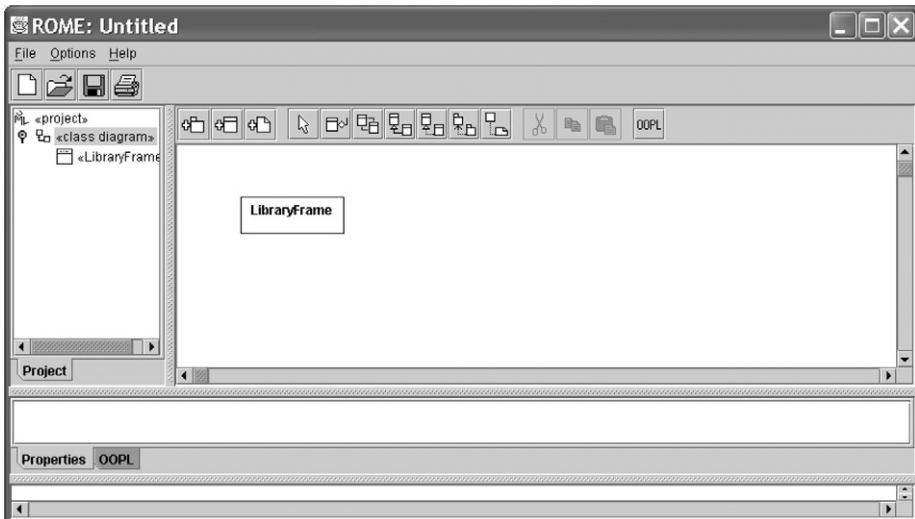 ROME: Untitled
File Options Help
«project»
«class diagram»
«LibraryFrame
OOPL
LibraryFrame
Project
Properties OOPL